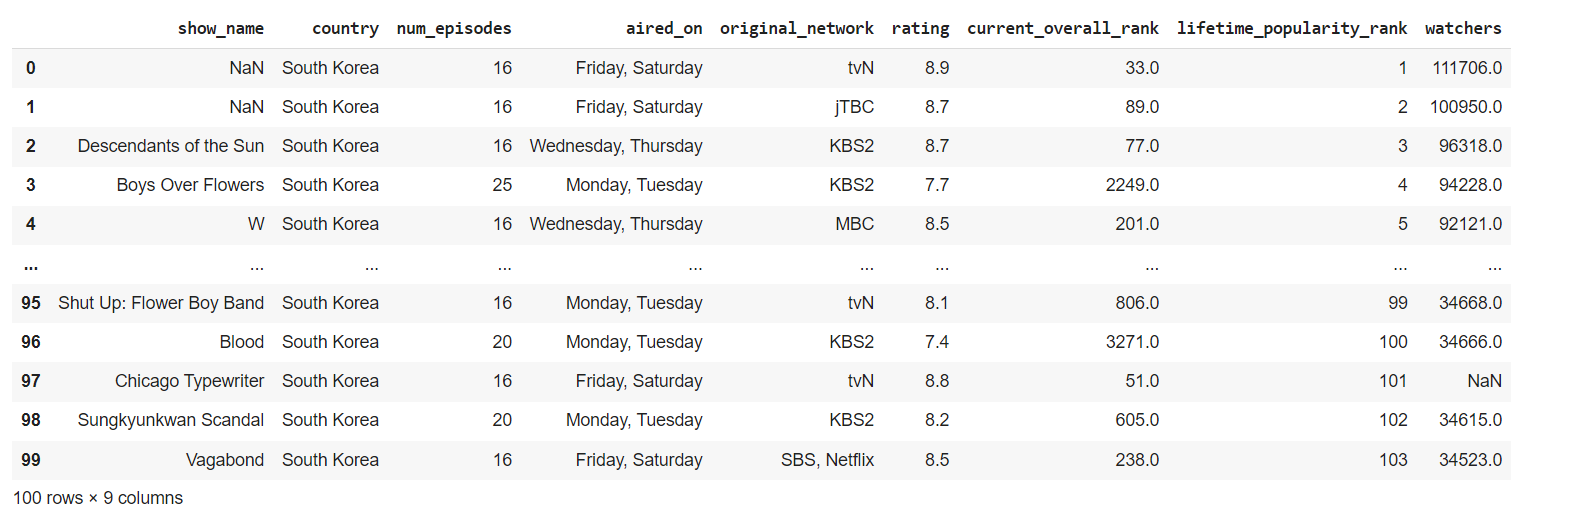 show_name country num_episodes aired_on original_network rating current_overall_rank lifetime_popularity_rank watchers
0 NaN South Korea 16 Friday, Saturday tvN 8.9 33.0 1 111706.0
1 NaN South Korea 16 Friday, Saturday jTBC 8.7 89.0 2 100950.0
2 Descendants of the Sun South Korea 16 Wednesday, Thursday KBS2 8.7 77.0 3 96318.0
3 Boys Over Flowers South Korea 25 Monday, Tuesday KBS2 7.7 2249.0 4 94228.0
4 W South Korea 16 Wednesday, Thursday MBC 8.5 201.0 5 92121.0
... ... ... ... ... ... ... ... ... ...
95 Shut Up: Flower Boy Band South Korea 16 Monday, Tuesday tvN 8.1 806.0 99 34668.0
96 Blood South Korea 20 Monday, Tuesday KBS2 7.4 3271.0 100 34666.0
97 Chicago Typewriter South Korea 16 Friday, Saturday tvN 8.8 51.0 101 NaN
98 Sungkyunkwan Scandal South Korea 20 Monday, Tuesday KBS2 8.2 605.0 102 34615.0
99 Vagabond South Korea 16 Friday, Saturday SBS, Netflix 8.5 238.0 103 34523.0
100 rows × 9 columns